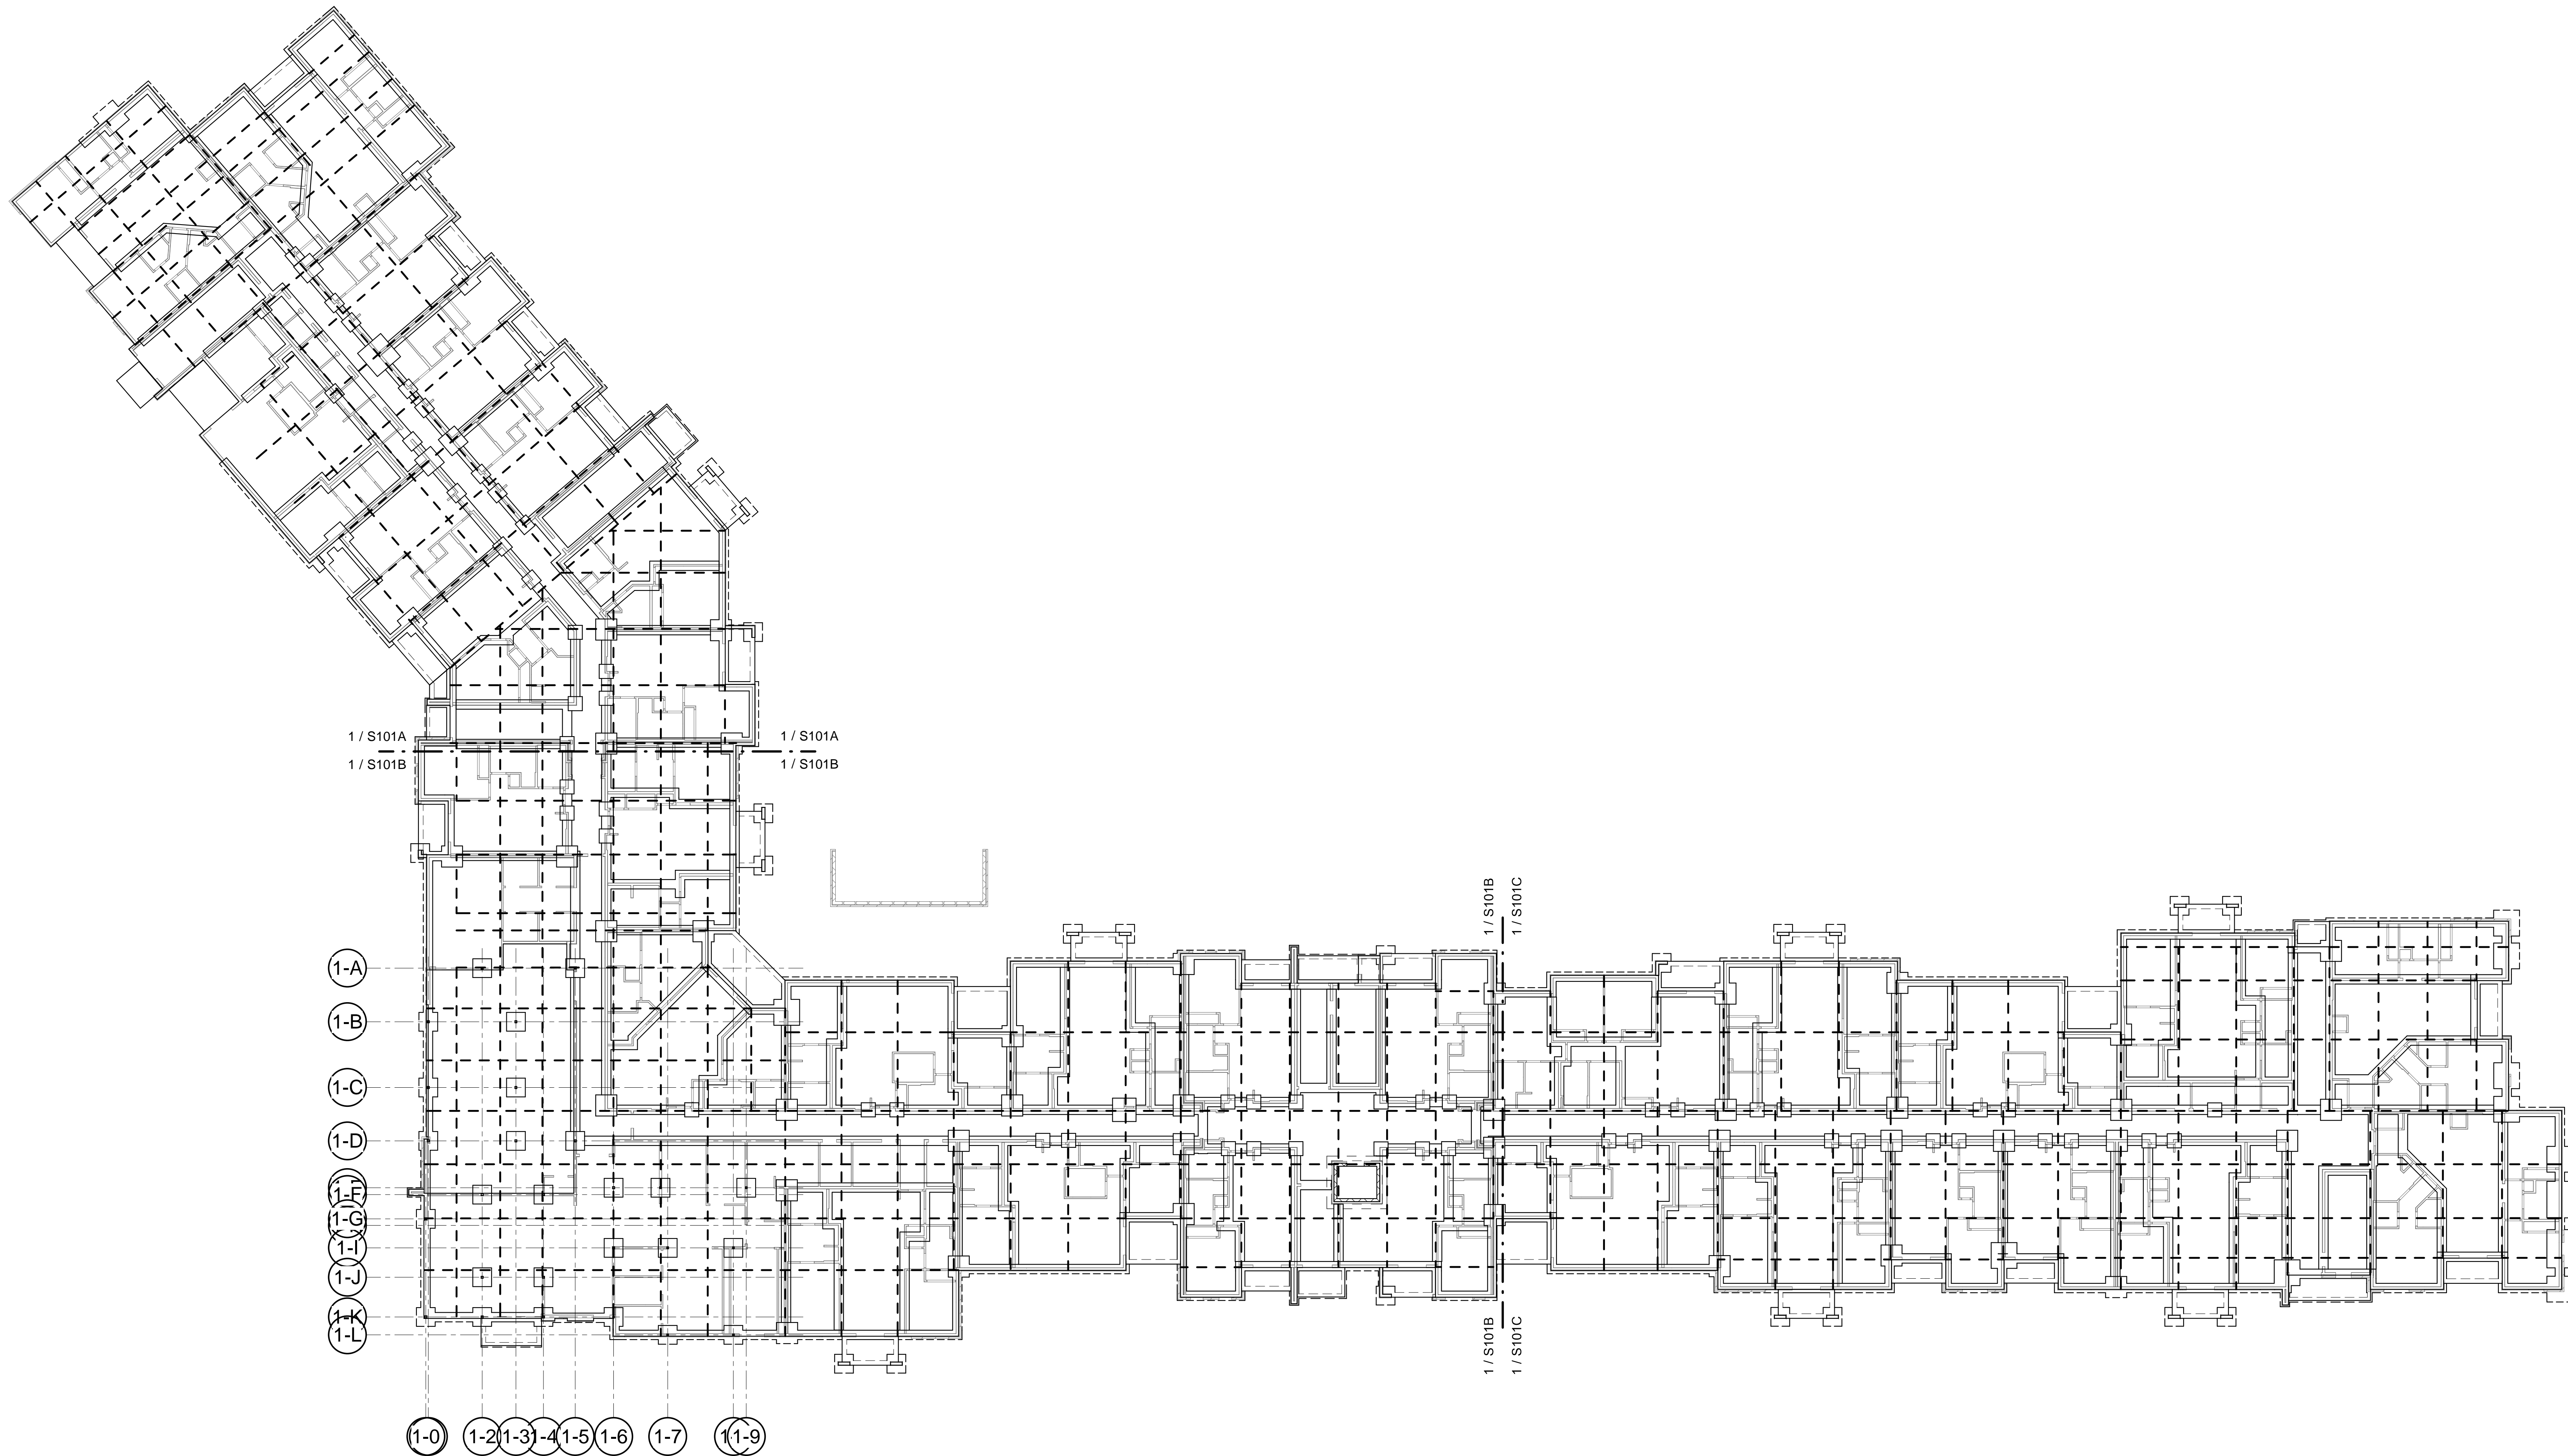 1 / S101A
1 / S101A
1 / S101B
1 / S101B
1 / S101B
1 / S101C
1-A
1-B
1-C
1-D
1-F
1-G
1-I
1-J
1-K
1-L
1 / S101B
1 / S101C
1-0
1-2
1-3
1-4
1-5
1-6
1-7
1-9